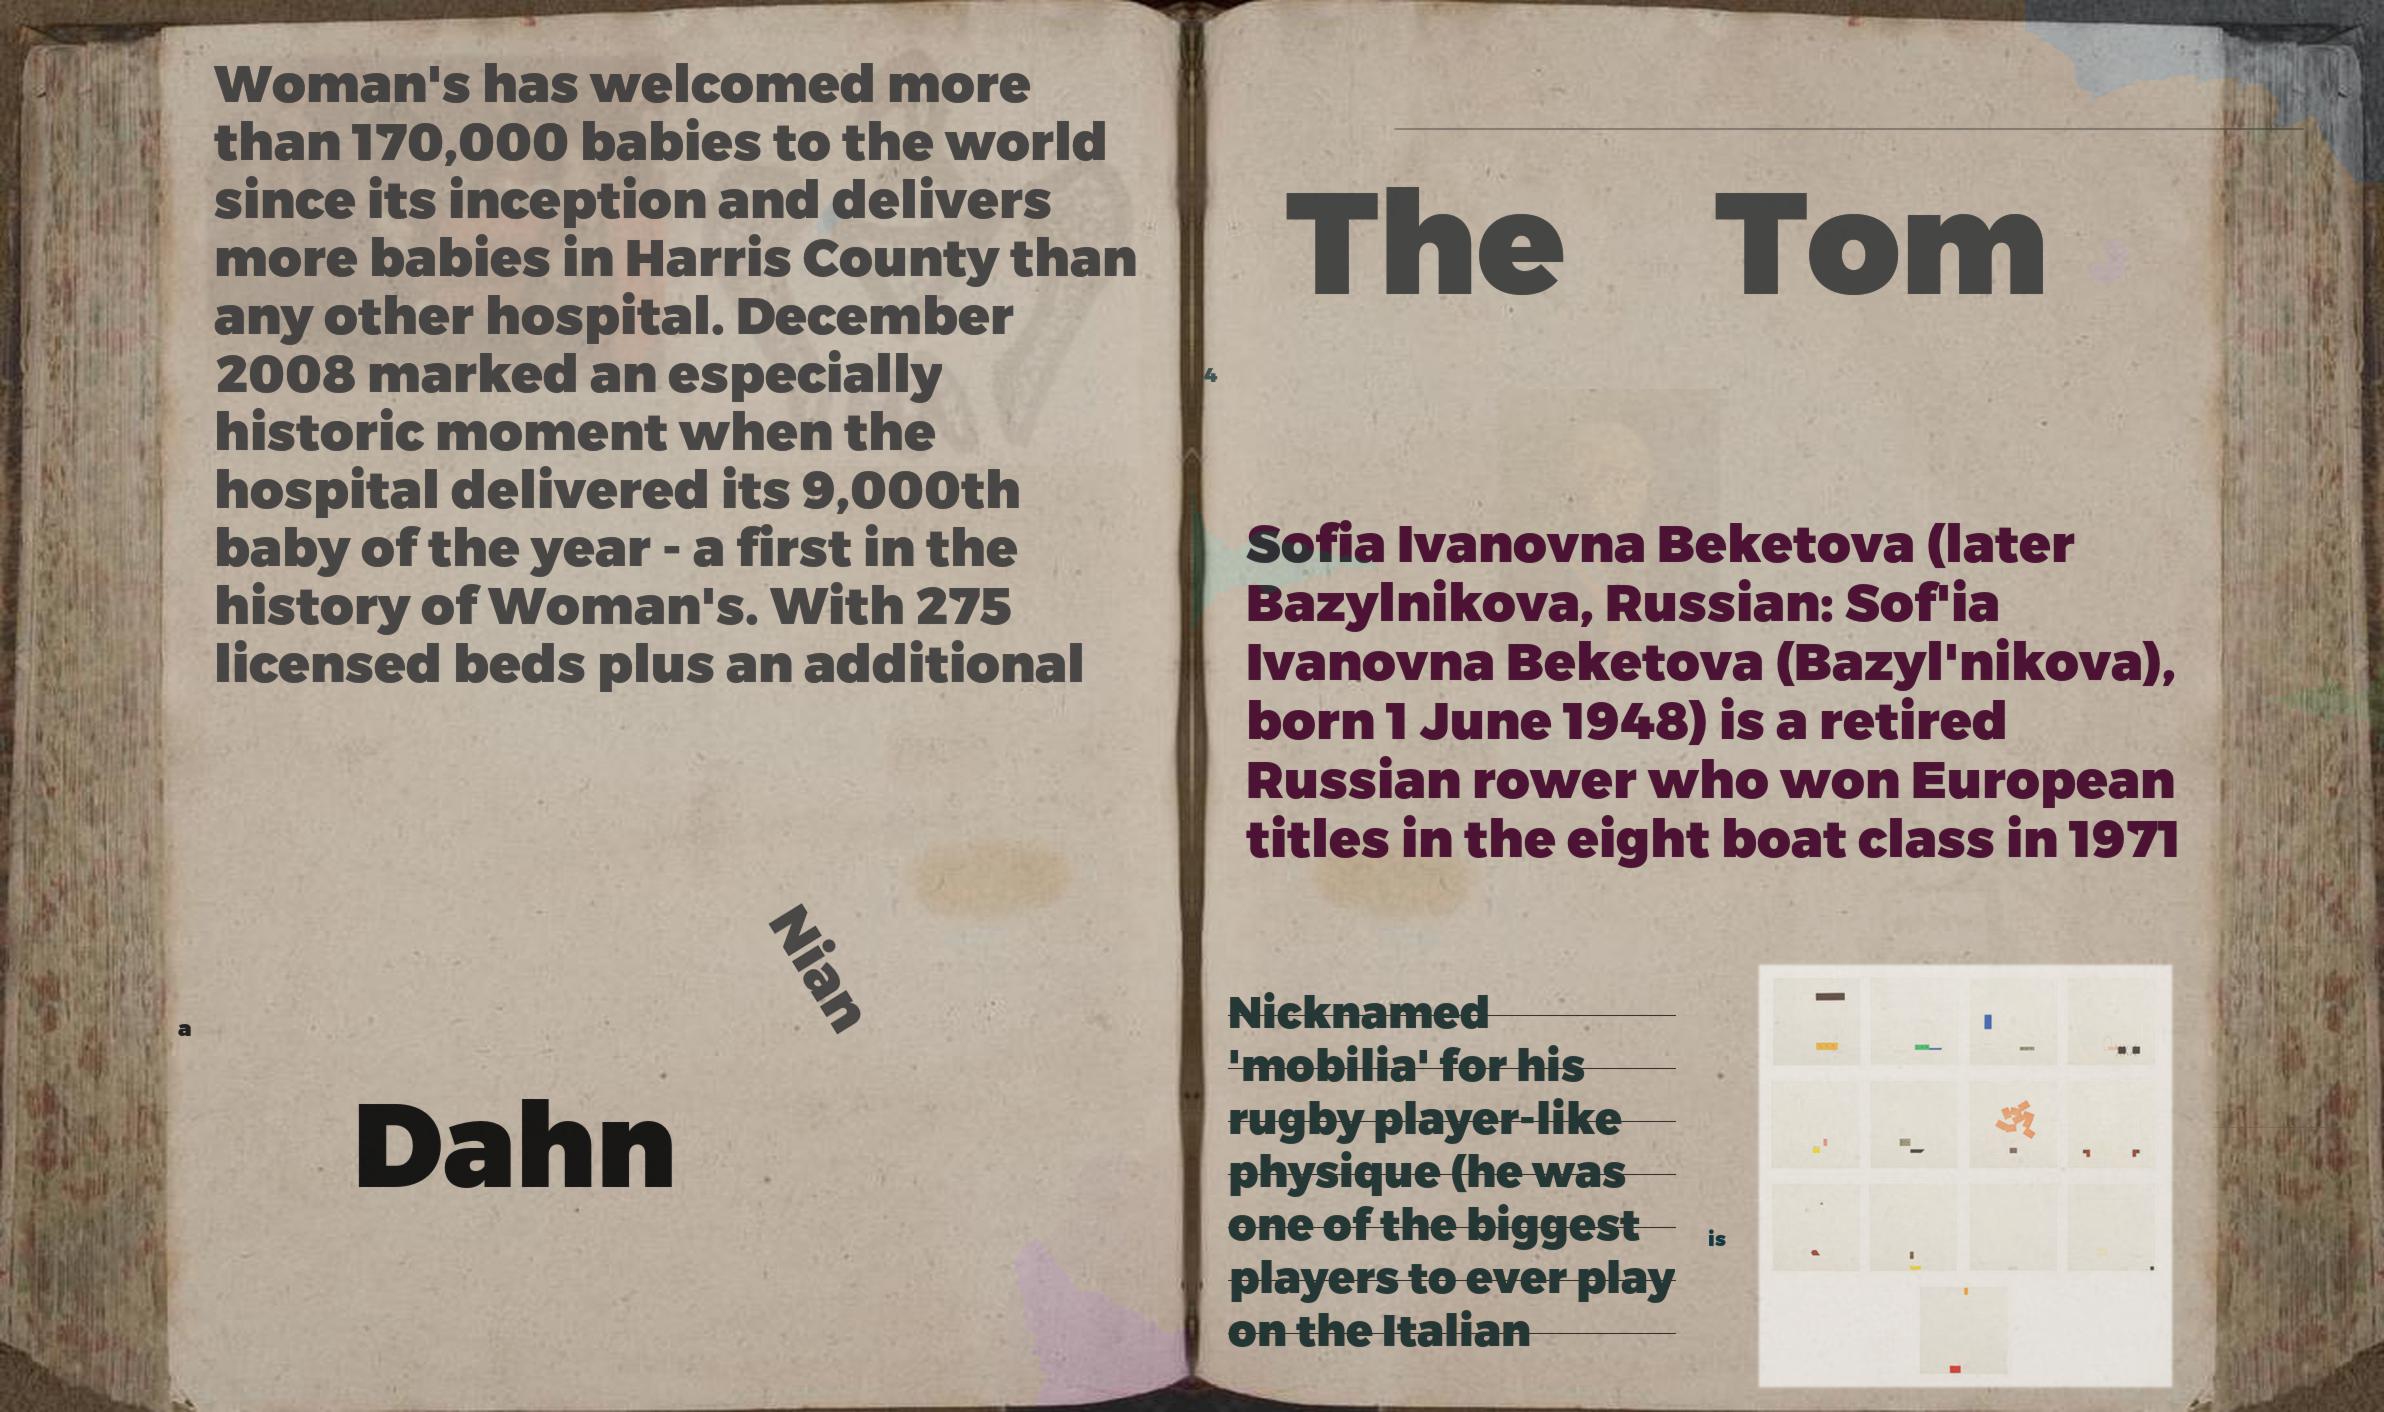 Woman's has welcomed more
than 170,000 babies to the world
since its inception and delivers
more babies in Harris County than
any other hospital. December
2008 marked an especially
historic moment when the
hospital delivered its 9,000th
baby of the year - a first in the
history of Woman's. With 275
licensed beds plus an additional
Nian
a
Dahn
The Tom
4
Sofia Ivanovna Beketova (later
Bazylnikova, Russian: Sof'ia
Ivanovna Beketova (Bazyl'nikova),
born 1 June 1948) is a retired
Russian rower who won European
titles in the eight boat class in 1971
Nicknamed
'mobilia' for his
rugby player-like
physique (he was
one of the biggest
players to ever play
on the Italian
is